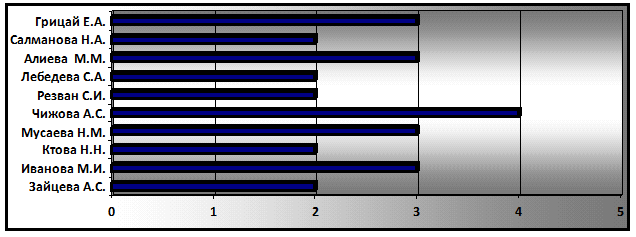 Грицай Е.А.
Салманова Н.А.
Алиева М.М.
Лебедева С.А.
Резван С.И.
Чижова А.С.
Мусаева Н.М.
Ктова Н.Н.
Иванова М.И.
Зайцева А.С.
0 1 2 3 4 5